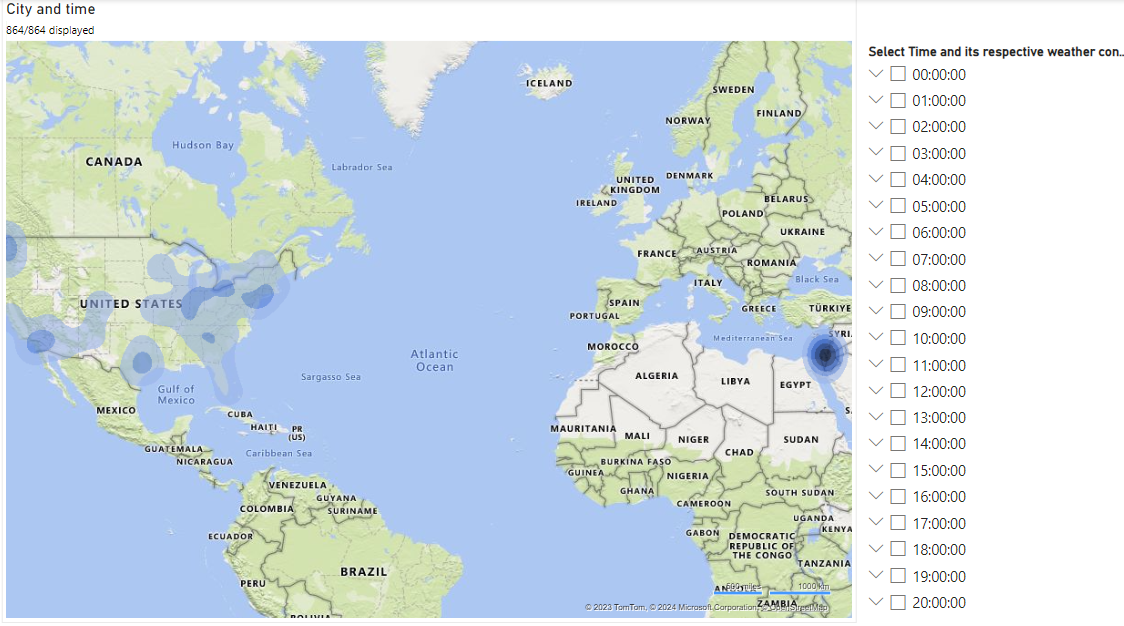 City and time
864/864 displayed
ICELAND
SWEDEN
FINLAND
NORWAY
Hudson Bay
CANADA
Labrador Sea
UNITED
KINGDOM
DENMARK
IRELAND
BELARUS
POLAND
UKRAINE
FRANCE
AUSTRIA
ROMANIA
ITALY
Black Sea
UNITED STATES
SPAIN
PORTUGAL
GREECE
TÜRKIYE
Mediterranean Sea
SYRI
MOROCCO
Atlantic
Ocean
Sargasso Sea
ALGERIA
LIBYA
EGYPT
Gulf of
Mexico
MEXICO
CUBA
HAITI
PR
(US)
MAURITANIA
MALI
NIGER
SUDAN
S.
CHAD
GUATEMALA
Caribbean Sea
NICARAGUA
BURKINA FASO
GUINEA
NIGERIA
VENEZUELA
GHANA
SOUTH SUDAN
GUYANA
COLOMBIA
SURINAME
CAMEROON
UGANDA
KENYA
ECUADOR
GABON
DEMOCRATIC
REPUBLIC OF
THE CONGO
TANZANIA
BRAZIL
PERU
500 miles
1000 km
ZAMBIA
© 2023 TomTom, © 2024 Microsoft Corporation, © OpenStreetMap
BOLIVIA
Select Time and its respective weather con...
00:00:00
01:00:00
02:00:00
03:00:00
04:00:00
05:00:00
06:00:00
07:00:00
08:00:00
09:00:00
10:00:00
11:00:00
12:00:00
13:00:00
14:00:00
15:00:00
16:00:00
17:00:00
18:00:00
19:00:00
20:00:00